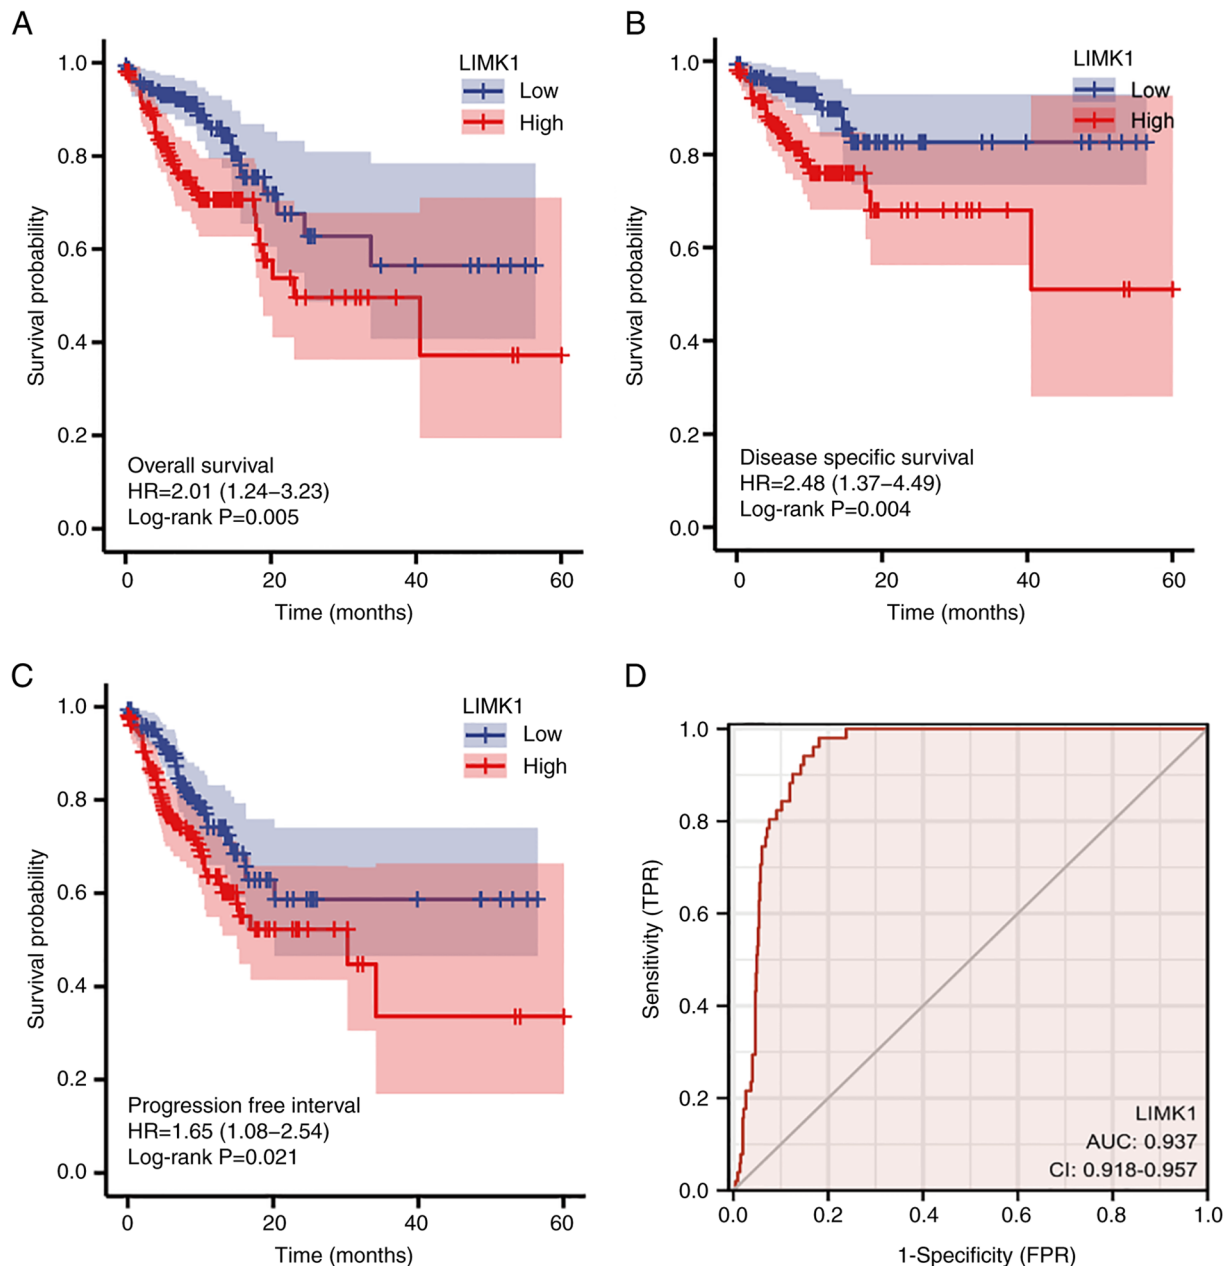 A
LIMK1
Low
High
1.0
0.8
0.6
0.4
0.2
0.0
Survival probability
Overall survival
HR=2.01 (1.24–3.23)
Log-rank P=0.005
0 20 40 60
Time (months)
B
LIMK1
Low
High
1.0
0.8
0.6
0.4
0.2
0.0
Survival probability
Disease specific survival
HR=2.48 (1.37–4.49)
Log-rank P=0.004
0 20 40 60
Time (months)
C
LIMK1
Low
High
1.0
0.8
0.6
0.4
0.2
0.0
Survival probability
Progression free interval
HR=1.65 (1.08–2.54)
Log-rank P=0.021
0 20 40 60
Time (months)
D
1.0
0.8
0.6
0.4
0.2
0.0
Sensitivity (TPR)
LIMK1
AUC: 0.937
CI: 0.918-0.957
0.0 0.2 0.4 0.6 0.8 1.0
1-Specificity (FPR)